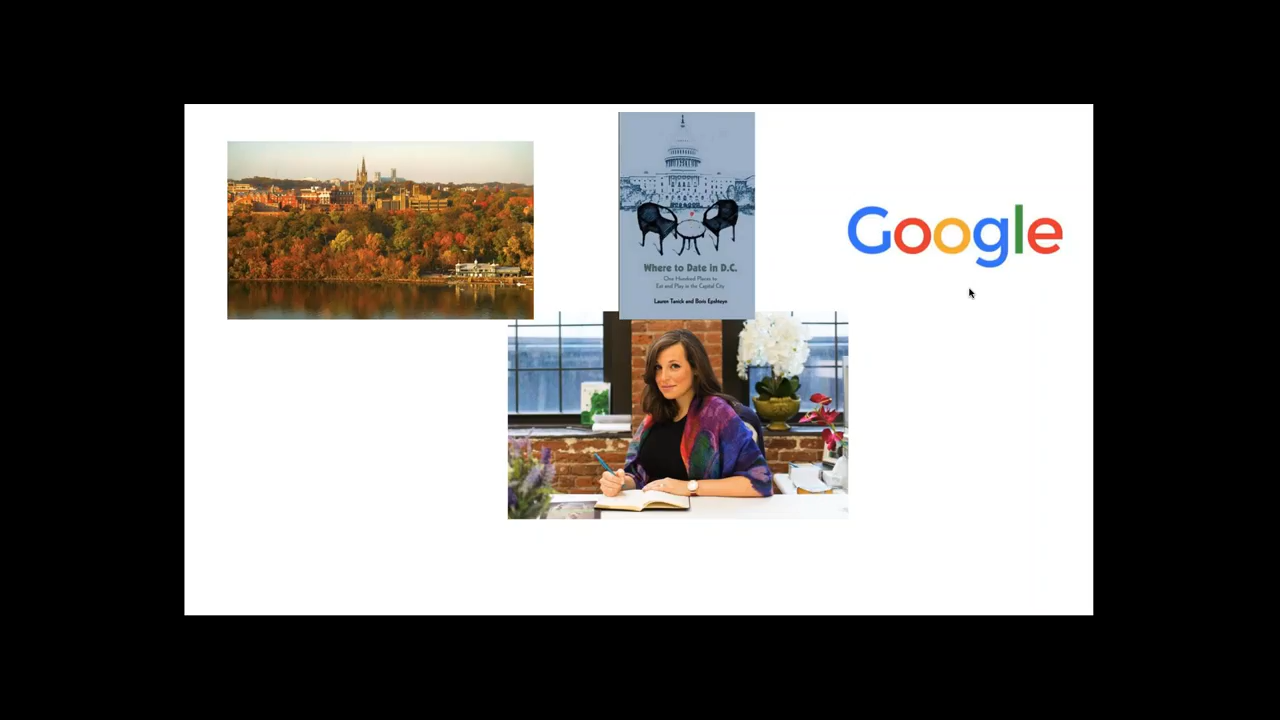 Where to Date in D.C.
One Hundred Places to
Eat and Play in the Capital City
Lauren Tanick and Boris Epshteyn
Google